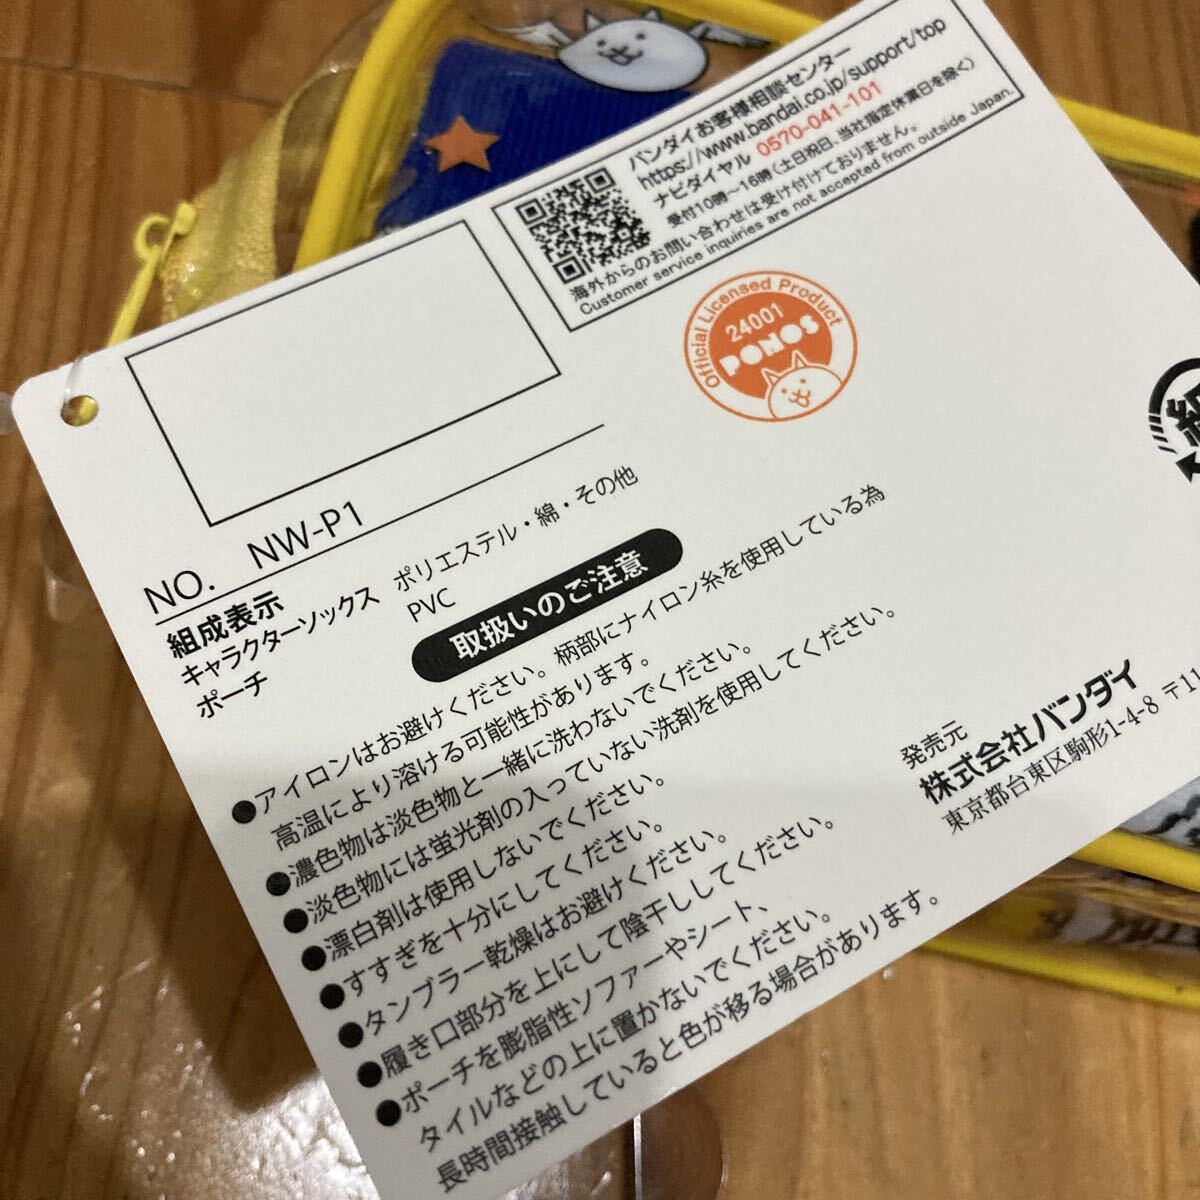 バンダイお客様相談センター
https://www.bandai.co.jp/support/top
ナビダイヤル 0570-041-101
受付10時～16時(土日祝日、当社指定休業日を除く)
海外からのお問い合わせは受け付けておりません。
Customer service inquiries are not accepted from outside Japan.
Official Licensed Product
24001
PONOS
NO. NW-P1
組成表示
キャラクターソックス ポリエステル・綿・その他
ポーチ PVC
取扱いのご注意
●アイロンはお避けください。柄部にナイロン糸を使用している為
高温により溶ける可能性があります。
●濃色物は淡色物と一緒に洗わないでください。
●淡色物には蛍光剤の入っていない洗剤を使用してください。
●漂白剤は使用しないでください。
●すすぎを十分にしてください。
●タンブラー乾燥はお避けください。
●履き口部分を上にして陰干ししてください。
●ポーチを膨脂性ソファーやシート、
タイルなどの上に置かないでください。
長時間接触していると色が移る場合があります。
発売元
株式会社バンダイ
東京都台東区駒形1-4-8 〒11